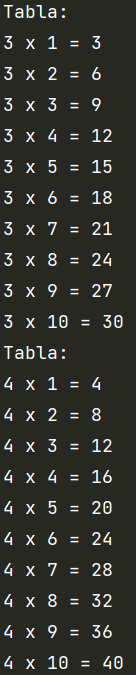 Tabla:
3 x 1 = 3
3 x 2 = 6
3 x 3 = 9
3 x 4 = 12
3 x 5 = 15
3 x 6 = 18
3 x 7 = 21
3 x 8 = 24
3 x 9 = 27
3 x 10 = 30
Tabla:
4 x 1 = 4
4 x 2 = 8
4 x 3 = 12
4 x 4 = 16
4 x 5 = 20
4 x 6 = 24
4 x 7 = 28
4 x 8 = 32
4 x 9 = 36
4 x 10 = 40